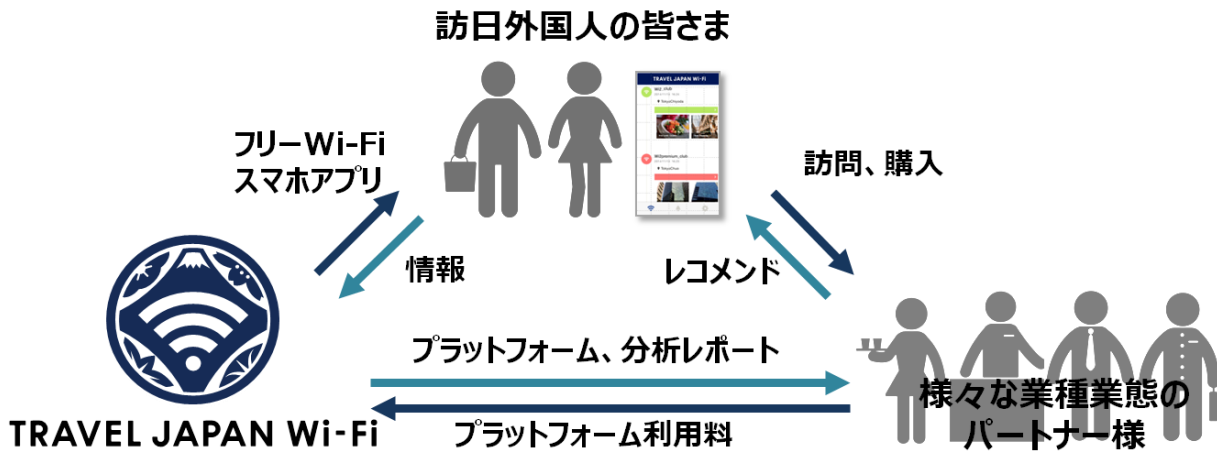 訪日外国人の皆さま
TRAVEL JAPAN Wi-Fi
フリーWi-Fi
スマホアプリ
訪問、購入
情報
レコメンド
プラットフォーム、分析レポート
プラットフォーム利用料
TRAVEL JAPAN Wi-Fi
様々な業種業態の
パートナー様